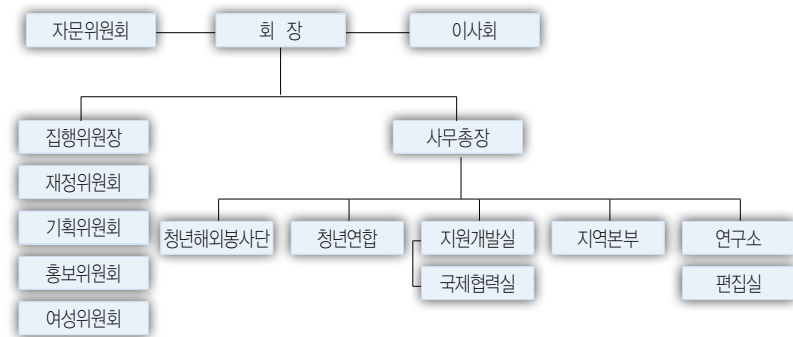 자문위원회 회 장 이사회
집행위원장 사무총장
재정위원회
기획위원회 청년해외봉사단 청년연합 지원개발실 지역본부 연구소
홍보위원회 국제협력실 편집실
여성위원회